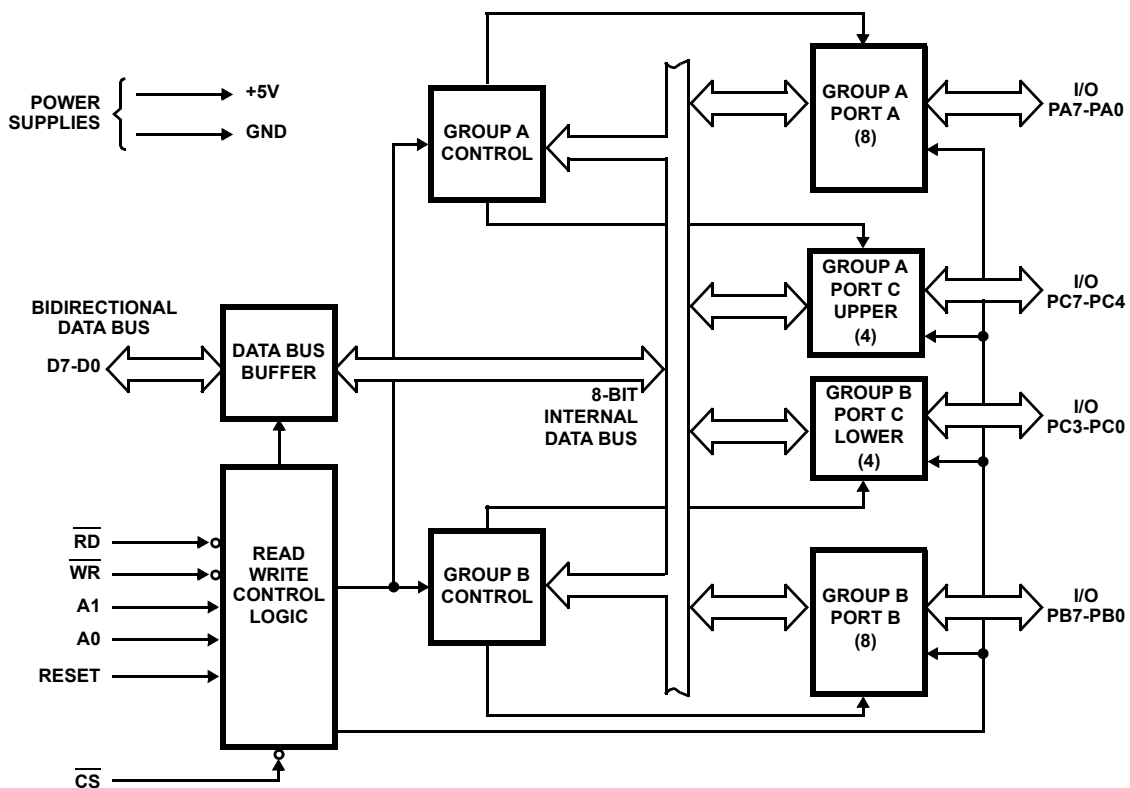 POWER
SUPPLIES
+5V
GND
GROUP A
CONTROL
GROUP A
PORT A
(8)
I/O
PA7-PA0
GROUP A
PORT C
UPPER
(4)
I/O
PC7-PC4
BIDIRECTIONAL
DATA BUS
D7-D0
DATA BUS
BUFFER
8-BIT
INTERNAL
DATA BUS
GROUP B
PORT C
LOWER
(4)
I/O
PC3-PC0
RD
WR
A1
A0
RESET
CS
READ
WRITE
CONTROL
LOGIC
GROUP B
CONTROL
GROUP B
PORT B
(8)
I/O
PB7-PB0